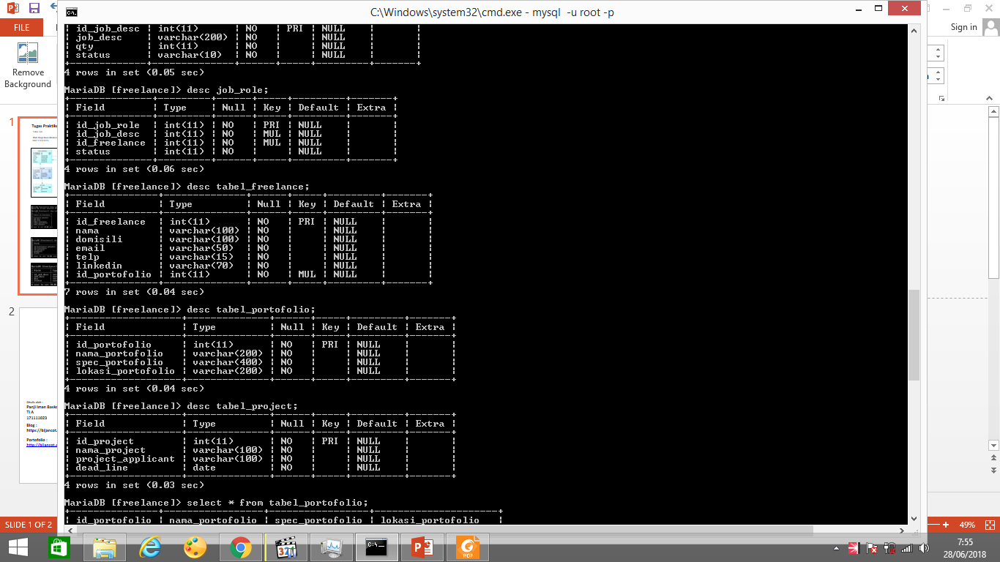 C:\Windows\system32\cmd.exe - mysql -u root -p
FILE
Sign in
Remove
Background
| id_job_desc | int(11) | NO | PRI | NULL | |
| job_desc | varchar(200) | NO | | NULL | |
| qty | int(11) | NO | | NULL | |
| status | varchar(10) | NO | | NULL | |
4 rows in set (0.05 sec)
MariaDB [freelance]> desc job_role;
| Field | Type | Null | Key | Default | Extra |
| id_job_role | int(11) | NO | PRI | NULL | |
| id_job_desc | int(11) | NO | MUL | NULL | |
| id_freelance | int(11) | NO | MUL | NULL | |
| status | int(11) | NO | | NULL | |
4 rows in set (0.06 sec)
MariaDB [freelance]> desc tabel_freelance;
| Field | Type | Null | Key | Default | Extra |
| id_freelance | int(11) | NO | PRI | NULL | |
| nama | varchar(100) | NO | | NULL | |
| domisili | varchar(100) | NO | | NULL | |
| email | varchar(50) | NO | | NULL | |
| telp | varchar(15) | NO | | NULL | |
| linkedin | varchar(70) | NO | | NULL | |
| id_portofolio | int(11) | NO | MUL | NULL | |
7 rows in set (0.04 sec)
MariaDB [freelance]> desc tabel_portofolio;
| Field | Type | Null | Key | Default | Extra |
| id_portofolio | int(11) | NO | PRI | NULL | |
| nama_portofolio | varchar(200) | NO | | NULL | |
| spec_portofolio | varchar(400) | NO | | NULL | |
| lokasi_portofolio | varchar(200) | NO | | NULL | |
4 rows in set (0.04 sec)
MariaDB [freelance]> desc tabel_project;
| Field | Type | Null | Key | Default | Extra |
| id_project | int(11) | NO | PRI | NULL | |
| nama_project | varchar(100) | NO | | NULL | |
| project_applicant | varchar(100) | NO | | NULL | |
| dead_line | date | NO | | NULL | |
4 rows in set (0.03 sec)
MariaDB [freelance]> select * from tabel_portofolio;
| id_portofolio | nama_portofolio | spec_portofolio | lokasi_portofolio |
1
Tugas Praktiku
2
Ditulis oleh :
Panji Iman Basko
TI A
171111023
Blog :
https://bijancot.
Portofolio :
http://bijancot.
SLIDE 1 OF 2
49%
321
PDF
7:55
28/06/2018